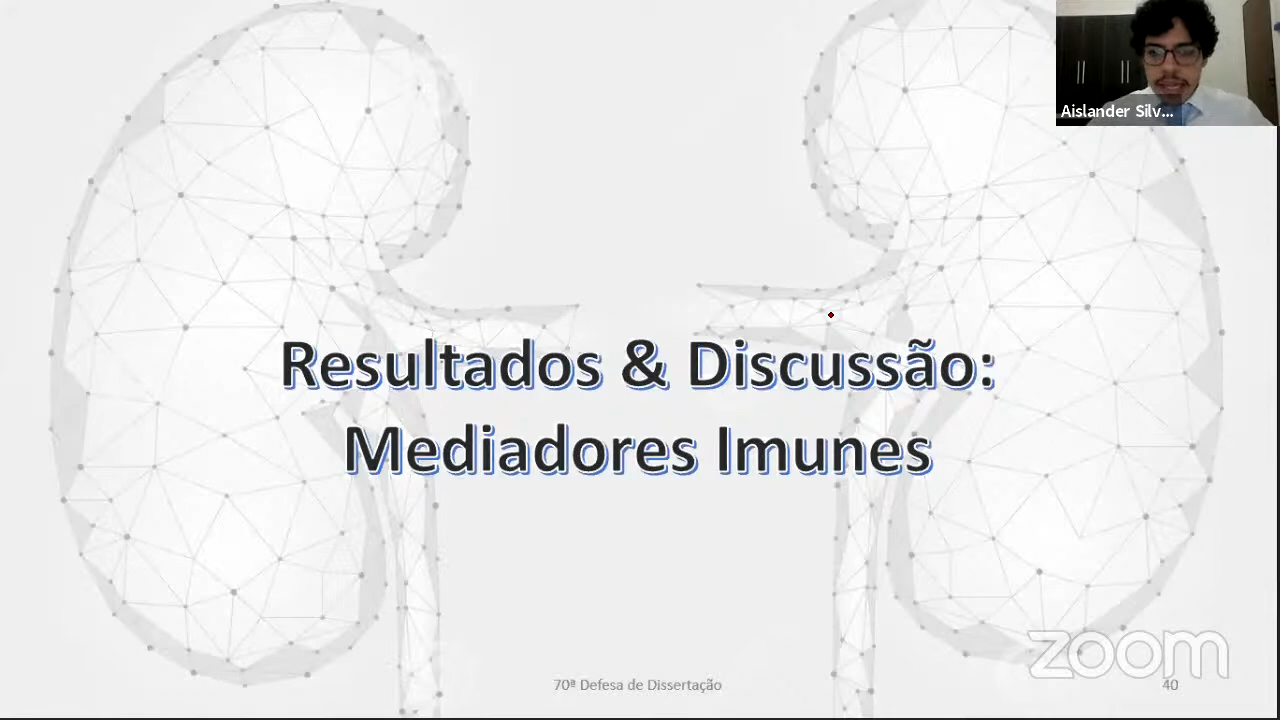 Aislander Silv...
Resultados & Discussão:
Mediadores Imunes
zoom
70ª Defesa de Dissertação
40